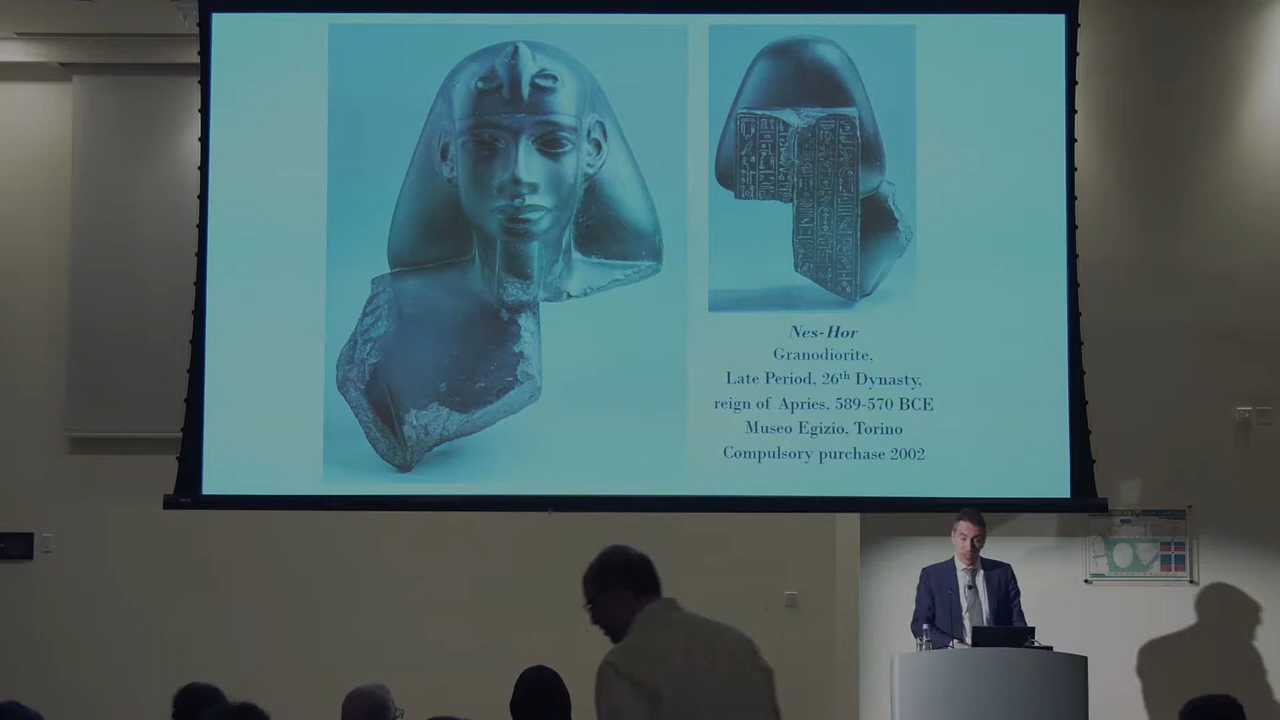 Nes-Hor
Granodiorite,
Late Period, 26th Dynasty,
reign of Apries, 589-570 BCE
Museo Egizio, Torino
Compulsory purchase 2002